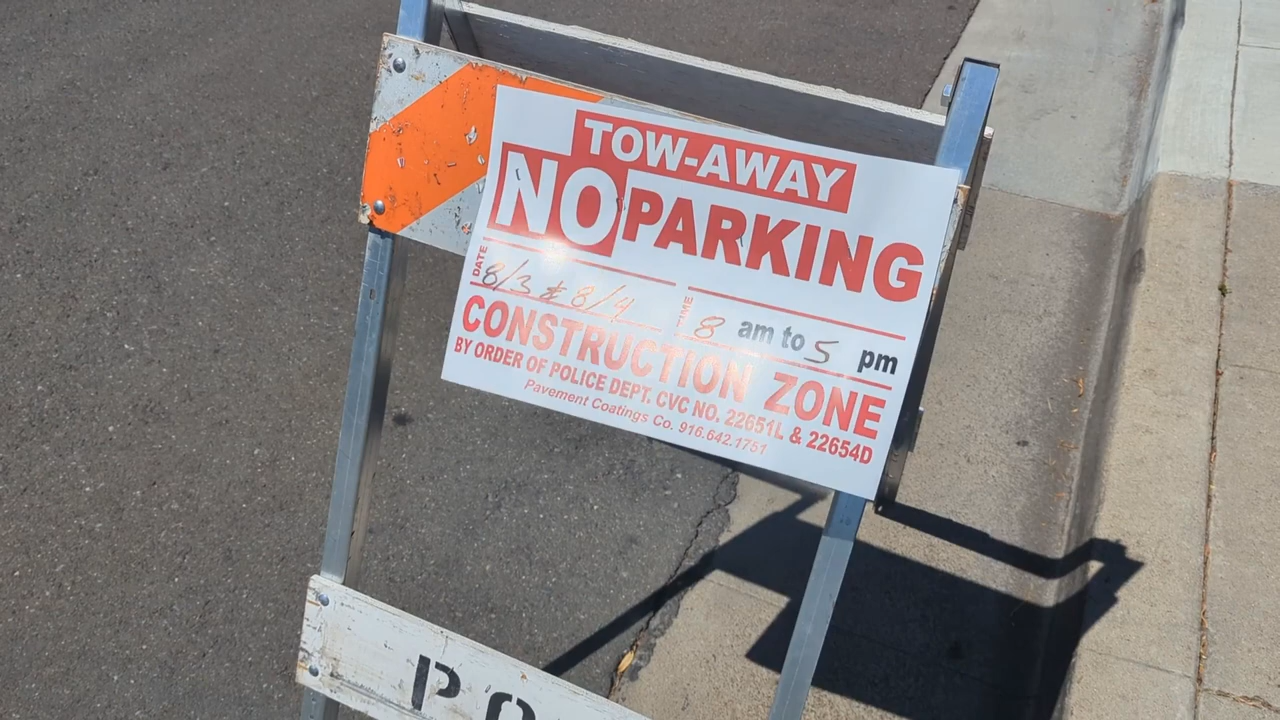 TOW-AWAY
NO PARKING
DATE 8/3 & 8/4 TIME 8 am to 5 pm
CONSTRUCTION ZONE
BY ORDER OF POLICE DEPT. CVC NO. 22651L & 22654D
Pavement Coatings Co. 916.642.1751
PO